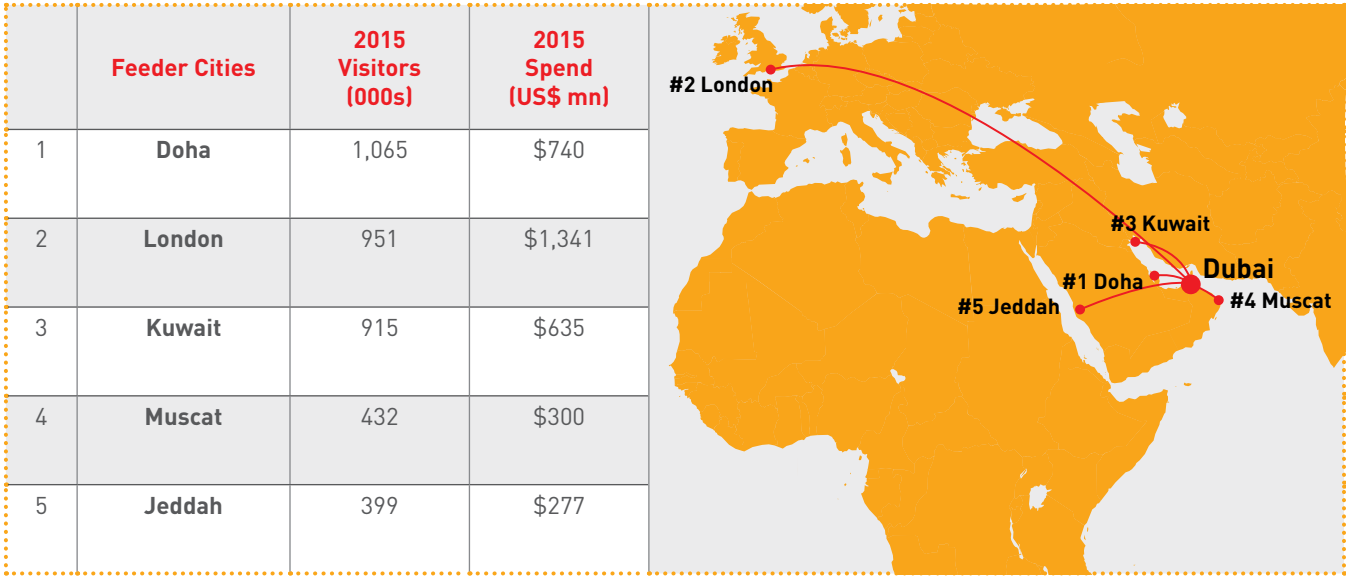 Feeder Cities
2015
Visitors
(000s)
2015
Spend
(US$ mn)
1 Doha 1,065 $740
2 London 951 $1,341
3 Kuwait 915 $635
4 Muscat 432 $300
5 Jeddah 399 $277
#2 London
#3 Kuwait
Dubai
#1 Doha
#4 Muscat
#5 Jeddah